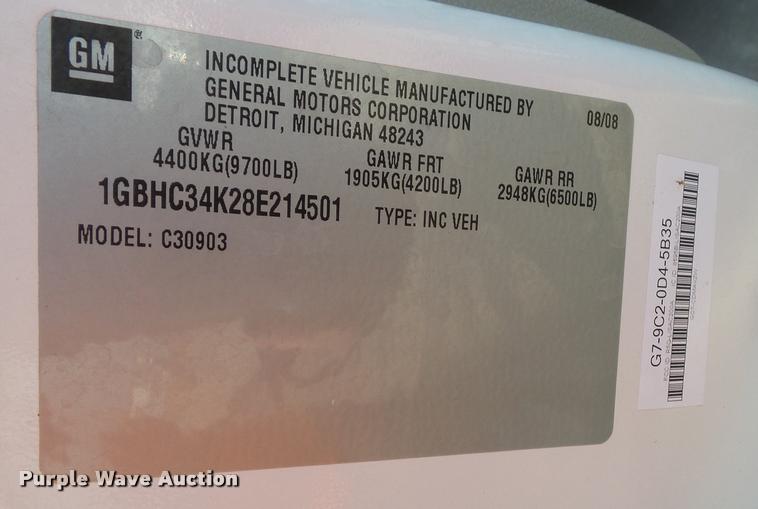 GM®
INCOMPLETE VEHICLE MANUFACTURED BY
GENERAL MOTORS CORPORATION
DETROIT, MICHIGAN 48243
08/08
GVWR
4400KG(9700LB)
GAWR FRT
1905KG(4200LB)
GAWR RR
2948KG(6500LB)
1GBHC34K28E214501
TYPE: INC VEH
MODEL: C30903
G7-9C2-0D4-5B35
Purple Wave Auction